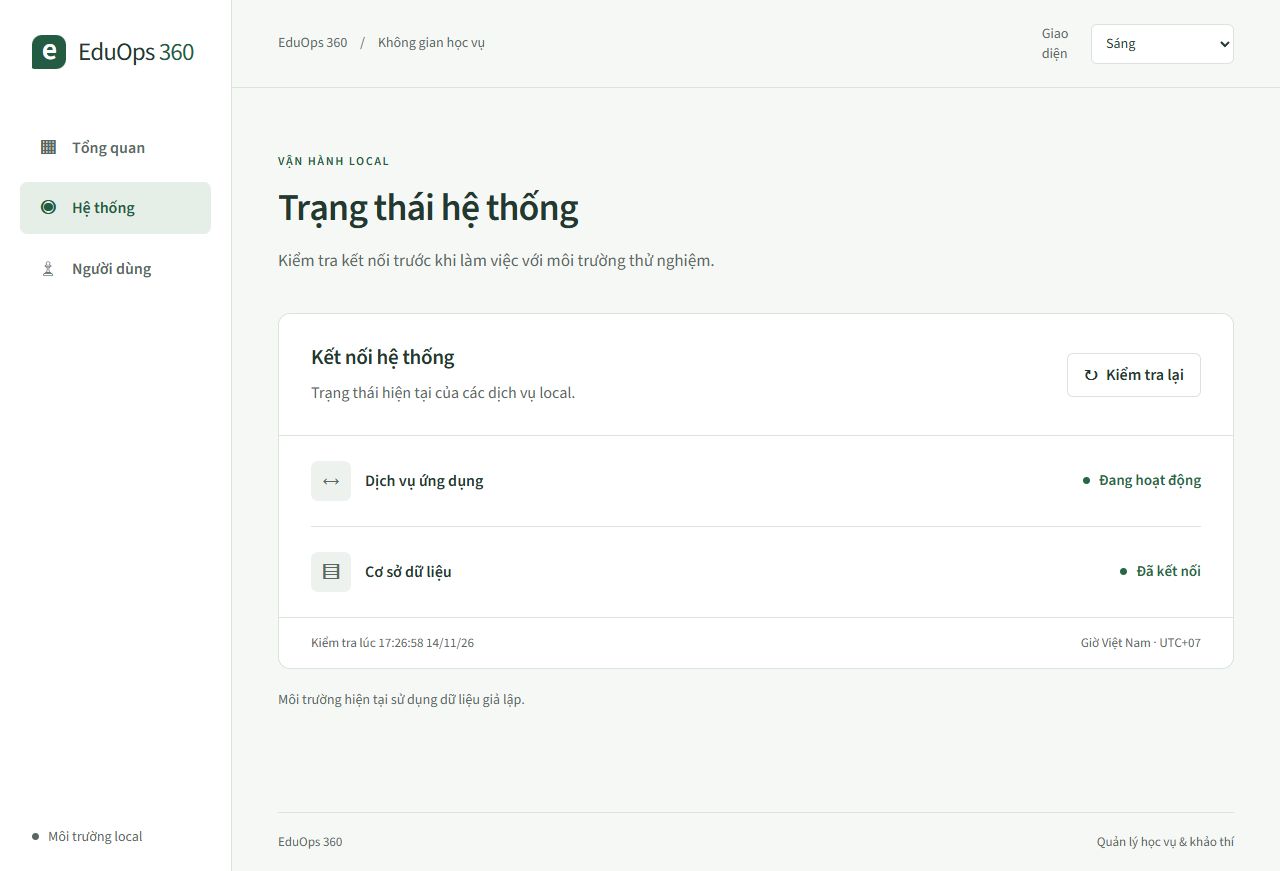 e EduOps 360
Tổng quan
Hệ thống
Người dùng
Môi trường local
EduOps 360 / Không gian học vụ
Giao
diện
Sáng
VẬN HÀNH LOCAL
Trạng thái hệ thống
Kiểm tra kết nối trước khi làm việc với môi trường thử nghiệm.
Kết nối hệ thống
Trạng thái hiện tại của các dịch vụ local.
↻ Kiểm tra lại
↔ Dịch vụ ứng dụng
Đang hoạt động
Cơ sở dữ liệu
Đã kết nối
Kiểm tra lúc 17:26:58 14/11/26
Giờ Việt Nam · UTC+07
Môi trường hiện tại sử dụng dữ liệu giả lập.
EduOps 360
Quản lý học vụ & khảo thí